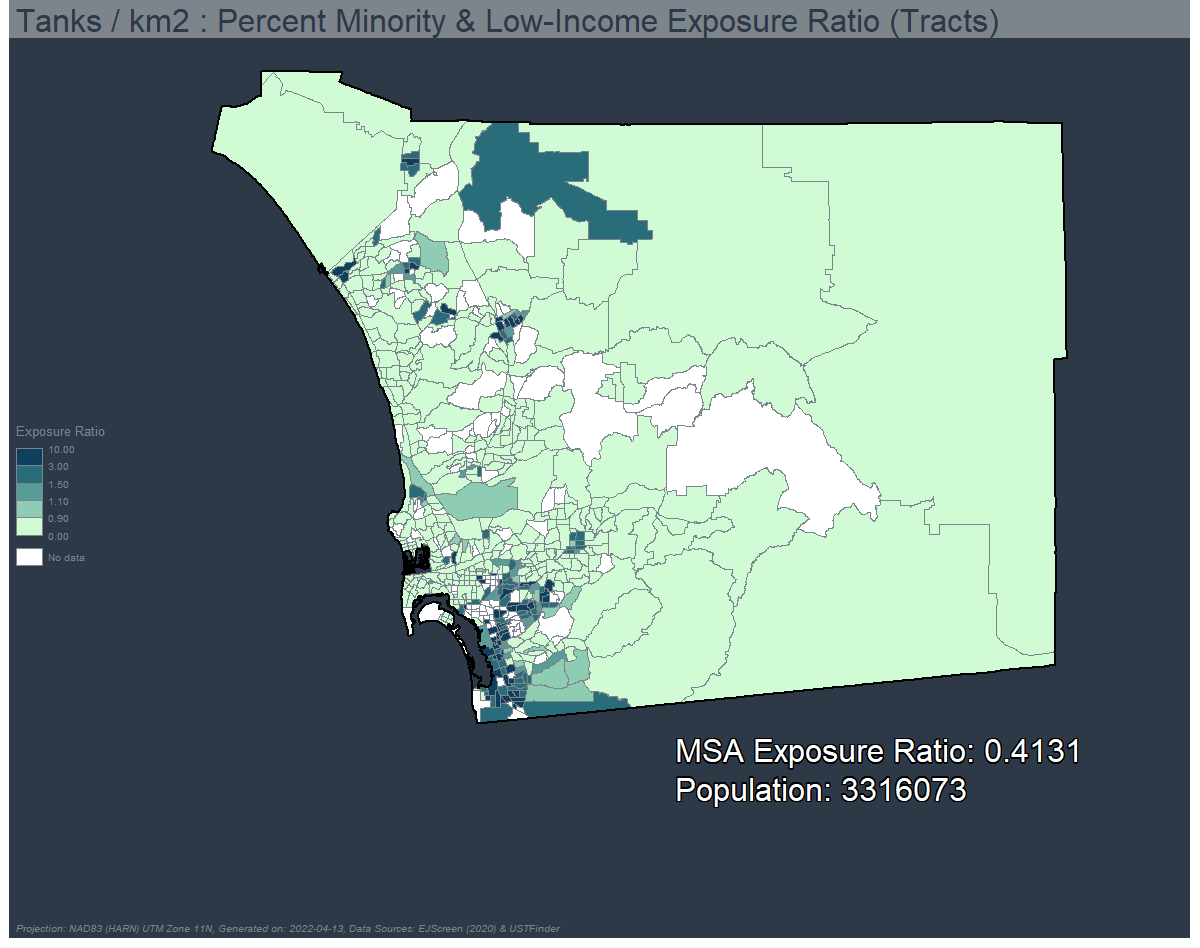 Tanks / km2 : Percent Minority & Low-Income Exposure Ratio (Tracts)
Exposure Ratio
10.00
3.00
1.50
1.10
0.90
0.00
No data
MSA Exposure Ratio: 0.4131
Population: 3316073
Projection: NAD83 (HARN) UTM Zone 11N, Generated on: 2022-04-13, Data Sources: EJScreen (2020) & USTFinder